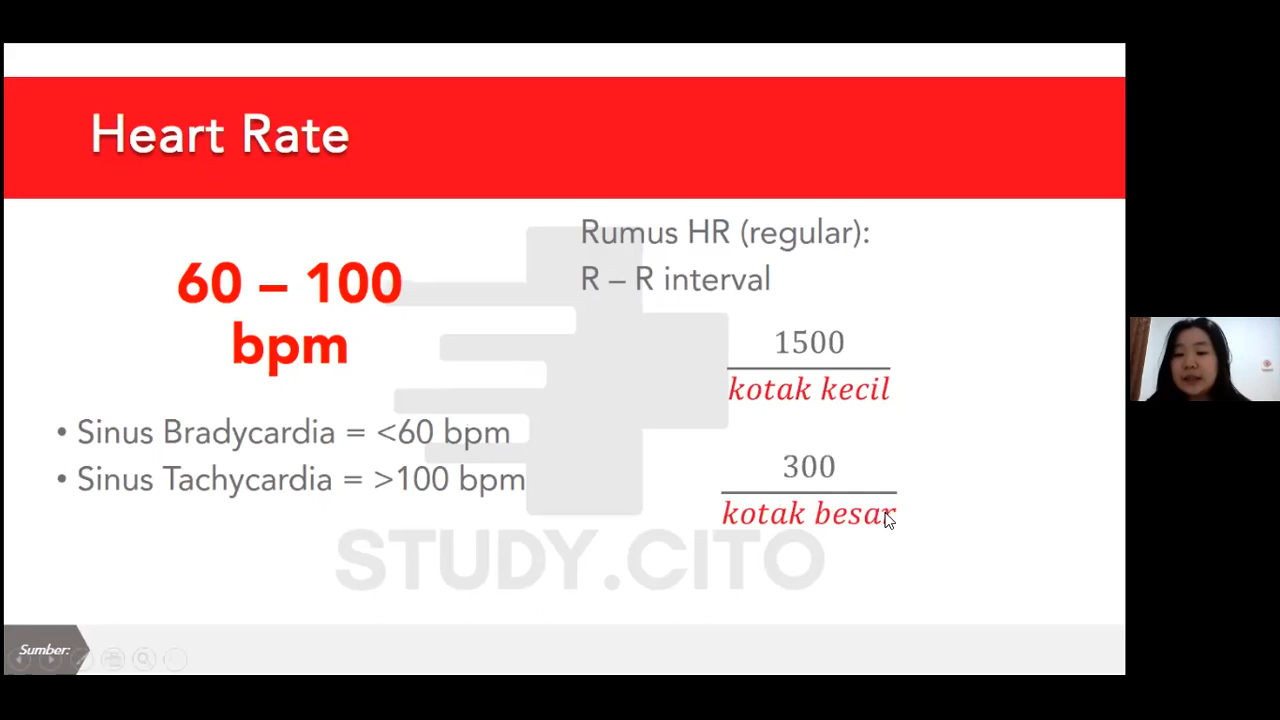 Heart Rate
60 – 100
bpm
• Sinus Bradycardia = <60 bpm
• Sinus Tachycardia = >100 bpm
Rumus HR (regular):
R – R interval
1500
kotak kecil
300
kotak besar
STUDY.CITO
Sumber: